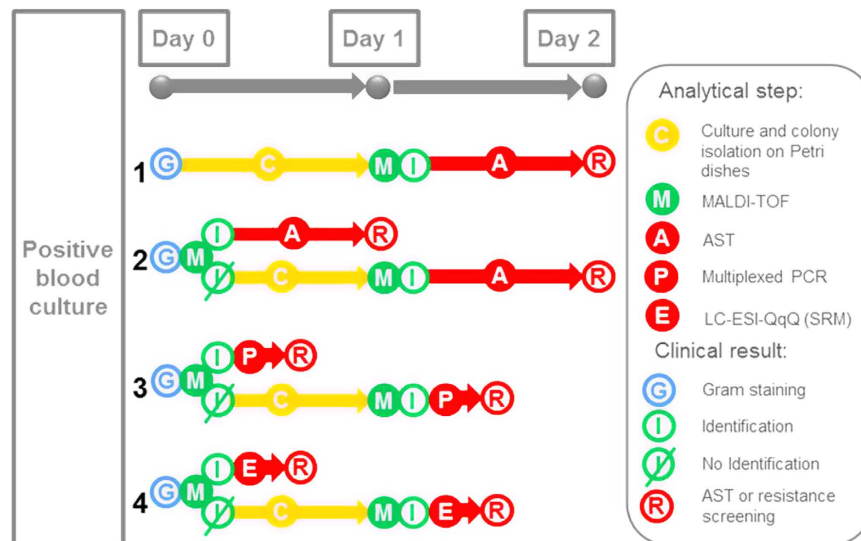 Day 0
Day 1
Day 2
Positive
blood
culture
1
G
C
M
I
A
R
2
G
M
I
A
R
I
C
M
I
A
R
3
G
M
I
P
R
I
C
M
I
P
R
4
G
M
I
E
R
I
C
M
I
E
R
Analytical step:
C
Culture and colony
isolation on Petri
dishes
M
MALDI-TOF
A
AST
P
Multiplexed PCR
E
LC-ESI-QqQ (SRM)
Clinical result:
G
Gram staining
I
Identification
I
No Identification
R
AST or resistance
screening